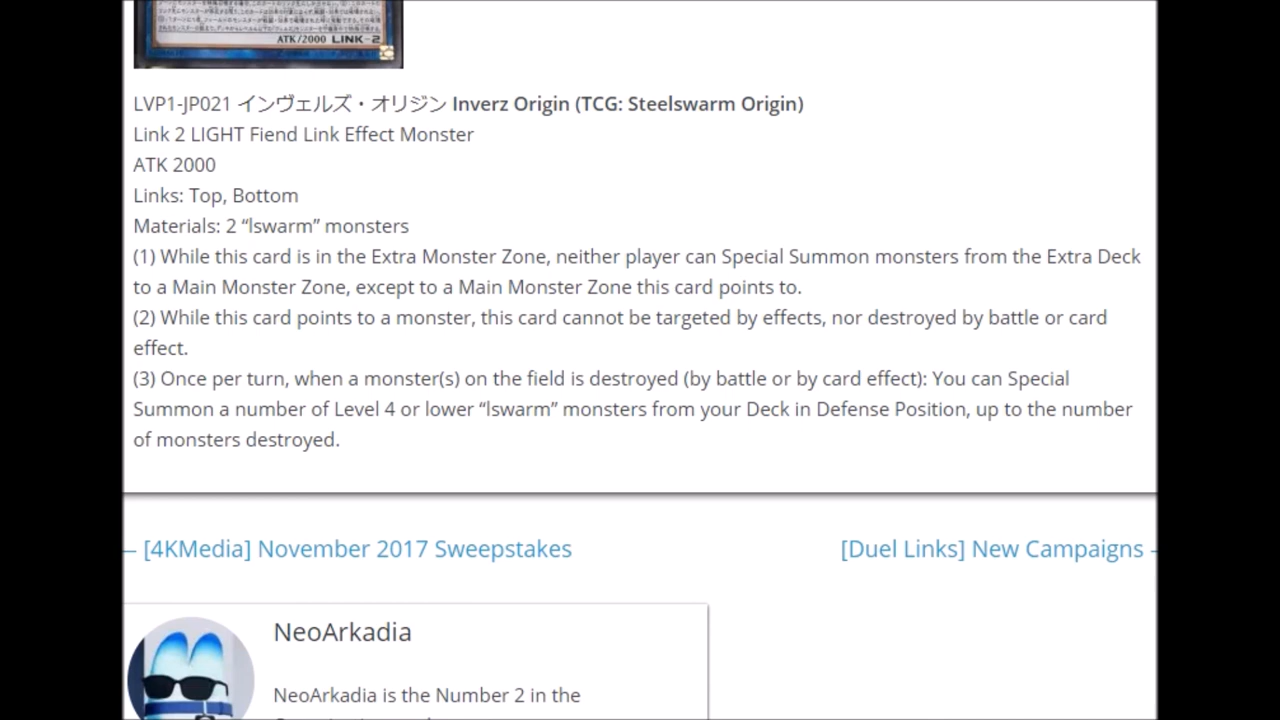 ATK/2000 LINK-2
LVP1-JP021 インヴェルズ・オリジン Inverz Origin (TCG: Steelswarm Origin)
Link 2 LIGHT Fiend Link Effect Monster
ATK 2000
Links: Top, Bottom
Materials: 2 “lswarm” monsters
(1) While this card is in the Extra Monster Zone, neither player can Special Summon monsters from the Extra Deck
to a Main Monster Zone, except to a Main Monster Zone this card points to.
(2) While this card points to a monster, this card cannot be targeted by effects, nor destroyed by battle or card
effect.
(3) Once per turn, when a monster(s) on the field is destroyed (by battle or by card effect): You can Special
Summon a number of Level 4 or lower “lswarm” monsters from your Deck in Defense Position, up to the number
of monsters destroyed.
← [4KMedia] November 2017 Sweepstakes
[Duel Links] New Campaigns
NeoArkadia
NeoArkadia is the Number 2 in the